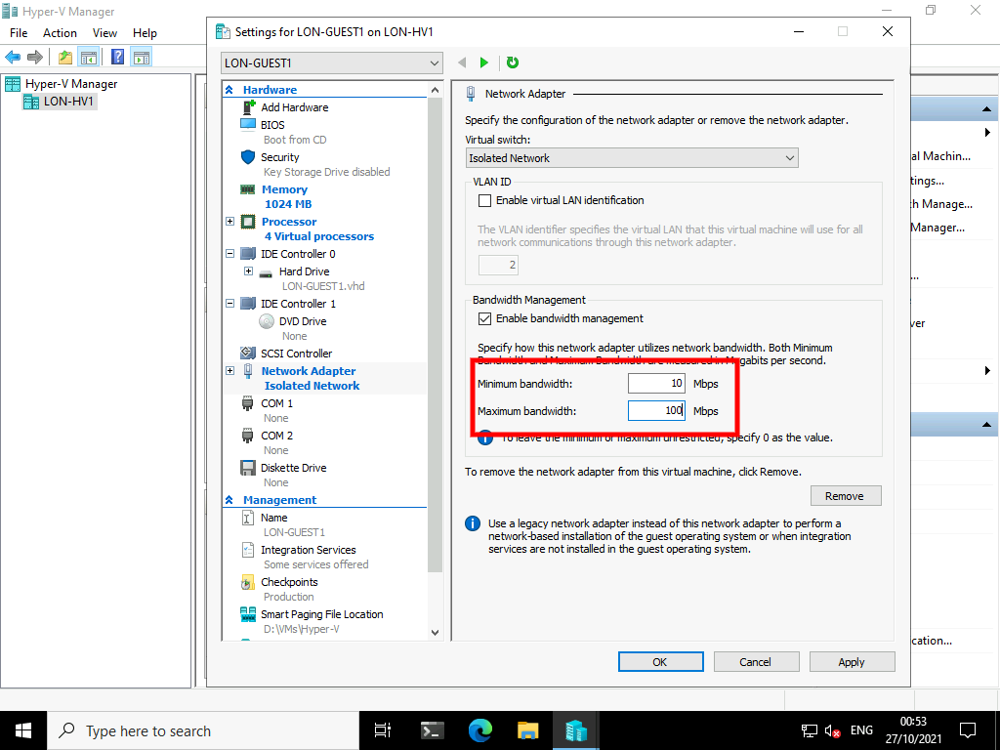 Hyper-V Manager
File Action View Help
Hyper-V Manager
LON-HV1
Settings for LON-GUEST1 on LON-HV1
LON-GUEST1
Hardware
Add Hardware
BIOS
Boot from CD
Security
Key Storage Drive disabled
Memory
1024 MB
Processor
4 Virtual processors
IDE Controller 0
Hard Drive
LON-GUEST1.vhd
IDE Controller 1
DVD Drive
None
SCSI Controller
Network Adapter
Isolated Network
COM 1
None
COM 2
None
Diskette Drive
None
Management
Name
LON-GUEST1
Integration Services
Some services offered
Checkpoints
Production
Smart Paging File Location
D:\VMs\Hyper-V
Network Adapter
Specify the configuration of the network adapter or remove the network adapter.
Virtual switch:
Isolated Network
VLAN ID
Enable virtual LAN identification
The VLAN identifier specifies the virtual LAN that this virtual machine will use for all
network communications through this network adapter.
2
Bandwidth Management
Enable bandwidth management
Specify how this network adapter utilizes network bandwidth. Both Minimum
Bandwidth and Maximum Bandwidth are measured in Megabits per second.
Minimum bandwidth: 10 Mbps
Maximum bandwidth: 100 Mbps
To leave the minimum or maximum unrestricted, specify 0 as the value.
To remove the network adapter from this virtual machine, click Remove.
Remove
Use a legacy network adapter instead of this network adapter to perform a
network-based installation of the guest operating system or when integration
services are not installed in the guest operating system.
OK Cancel Apply
al Machin...
tings...
h Manage...
Manager...
...
ver
cation...
Type here to search
ENG
00:53
27/10/2021